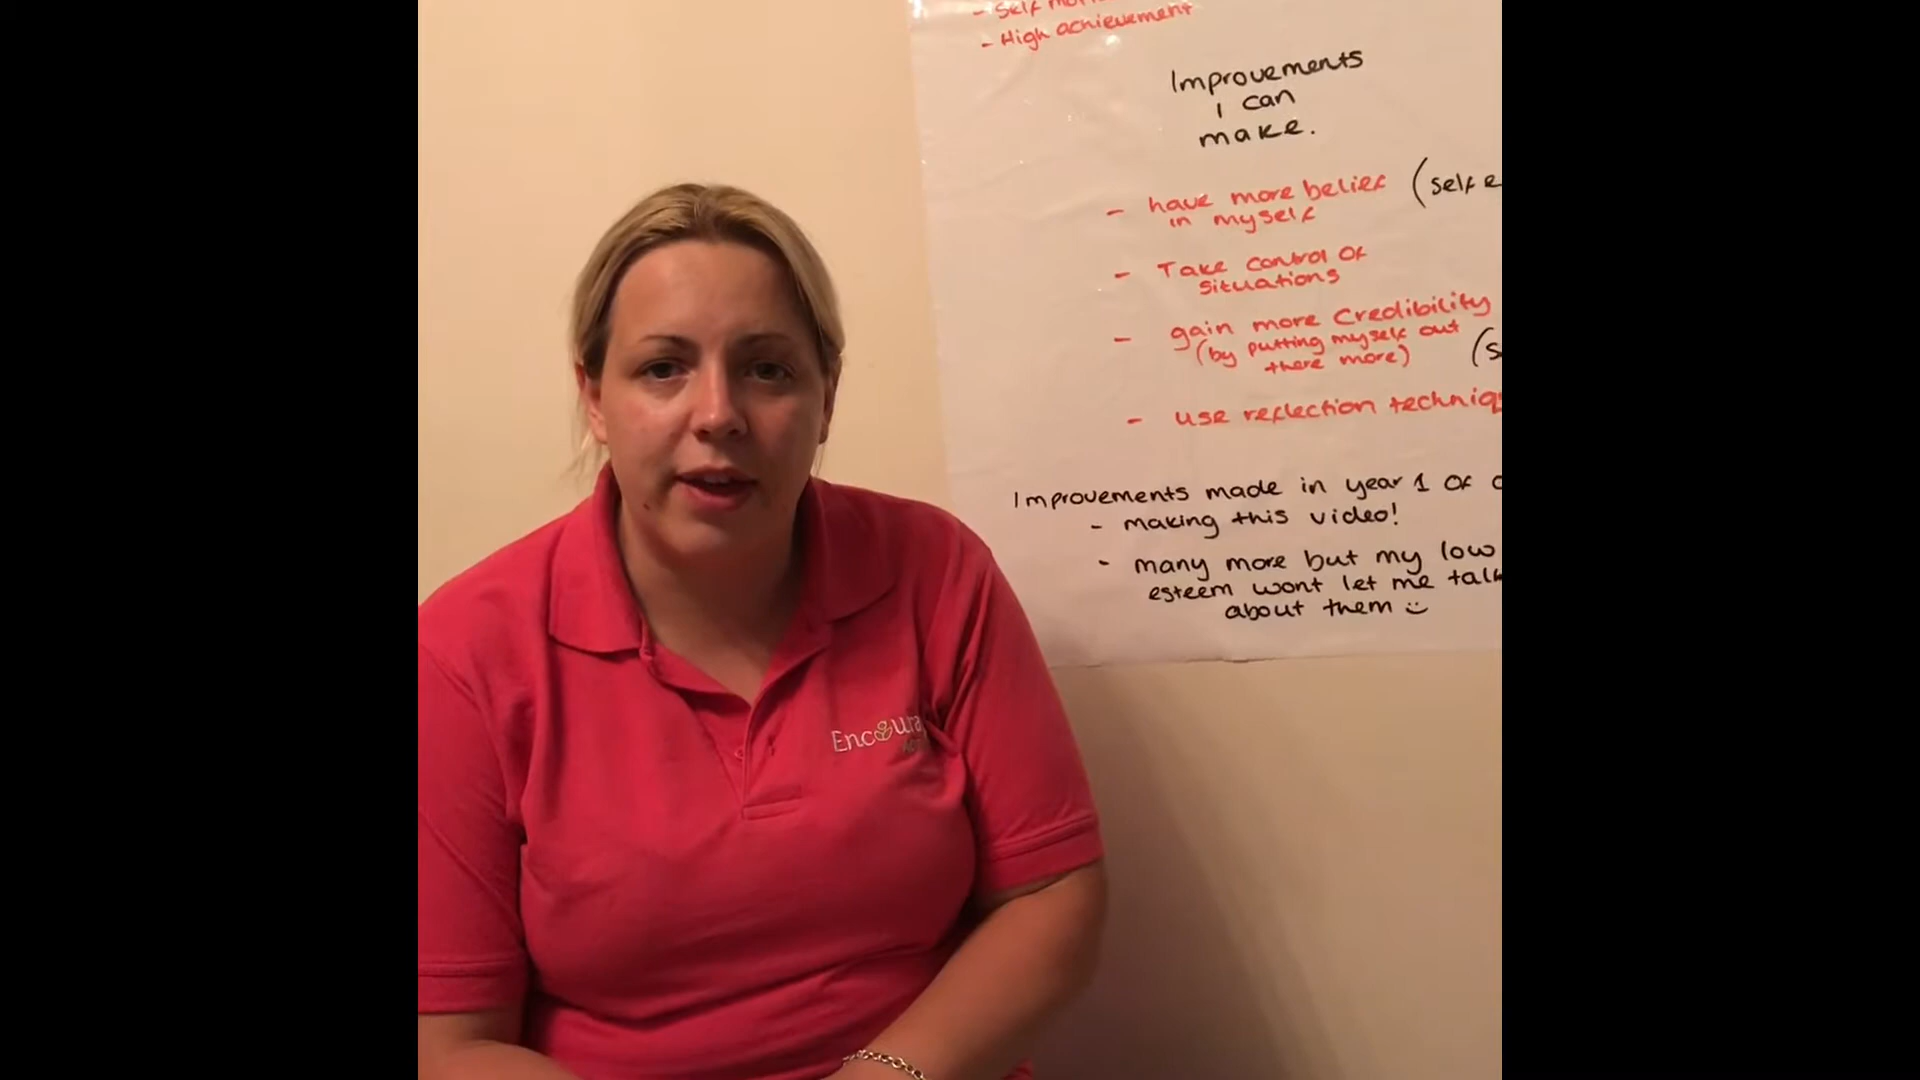 - Self
- High achievement
Improvements
I can
make.
- have more belief (self e
in myself
- Take control of
situations
- gain more credibility
(by putting myself out (s
there more)
- use reflection techniq
Improvements made in year 1 of
- making this video!
- many more but my low
esteem wont let me talk
about them
Encoura